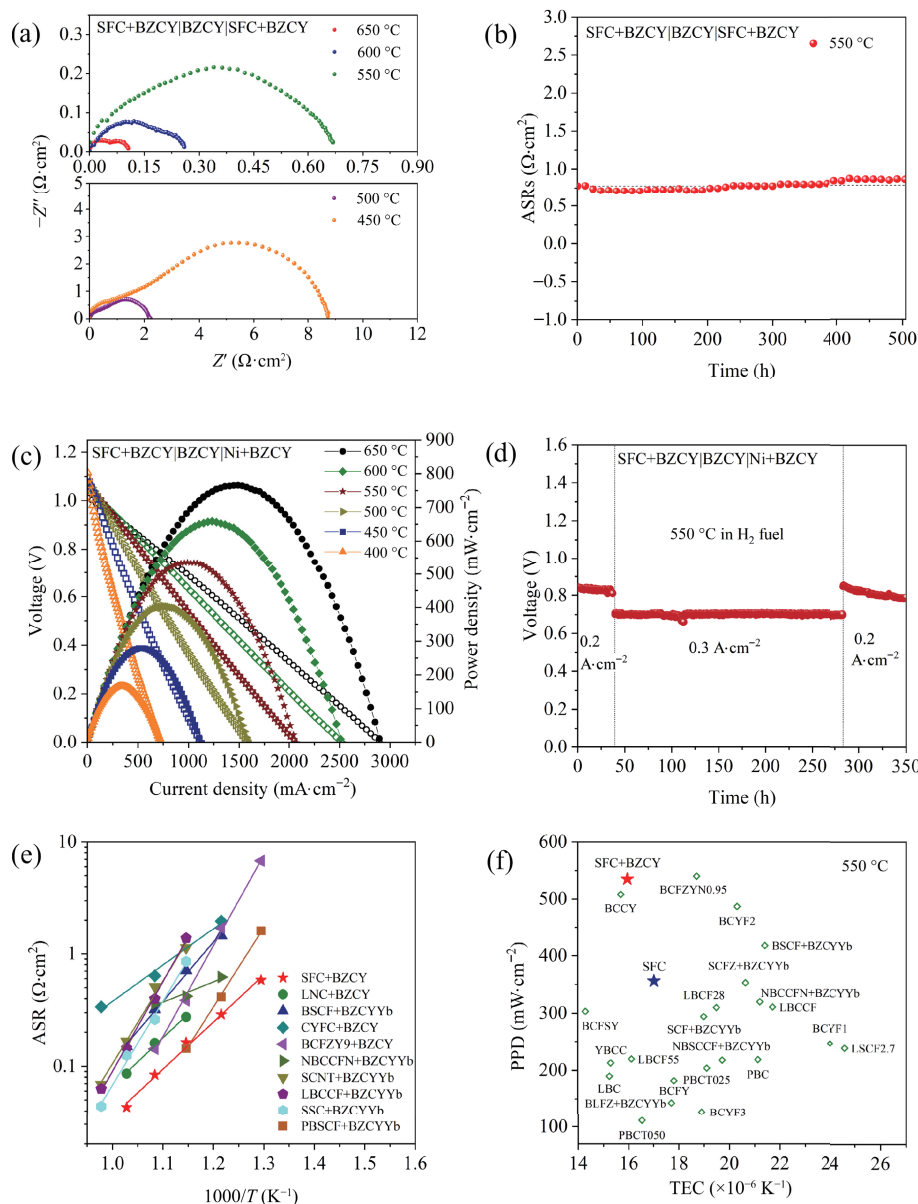 (a)
SFC+BZCY|BZCY|SFC+BZCY
650 °C
600 °C
550 °C
0.3
0.2
0.1
0
0.00 0.15 0.30 0.45 0.60 0.75 0.90
500 °C
450 °C
5
4
3
2
1
0
0 2 4 6 8 10 12
−Z″ (Ω·cm²)
Z′ (Ω·cm²)
(b)
SFC+BZCY|BZCY|SFC+BZCY
550 °C
3.0
2.5
2.0
1.5
1.0
0.5
0.0
−0.5
−1.0
0 100 200 300 400 500
ASRs (Ω·cm²)
Time (h)
(c)
SFC+BZCY|BZCY|Ni+BZCY
650 °C
600 °C
550 °C
500 °C
450 °C
400 °C
1.2
1.0
0.8
0.6
0.4
0.2
0.0
900
800
700
600
500
400
300
200
100
0
0 500 1000 1500 2000 2500 3000
Voltage (V)
Power density (mW·cm⁻²)
Current density (mA·cm⁻²)
(d)
SFC+BZCY|BZCY|Ni+BZCY
550 °C in H₂ fuel
0.2
A·cm⁻²
0.3 A·cm⁻²
0.2
A·cm⁻²
1.6
1.4
1.2
1.0
0.8
0.6
0.4
0.2
0.0
0 50 100 150 200 250 300 350
Voltage (V)
Time (h)
(e)
10
1
0.1
1.0 1.1 1.2 1.3 1.4 1.5 1.6
ASR (Ω·cm²)
1000/T (K⁻¹)
SFC+BZCY
LNC+BZCY
BSCF+BZCYYb
CYFC+BZCY
BCFZY9+BZCY
NBCCFN+BZCYYb
SCNT+BZCYYb
LBCCF+BZCYYb
SSC+BZCYYb
PBSCF+BZCYYb
(f)
550 °C
SFC+BZCY
BCCY
BCFZYN0.95
BCYF2
BSCF+BZCYYb
SFC
SCFZ+BZCYYb
NBCCFN+BZCYYb
LBCF28
LBCCF
BCFSY
SCF+BZCYYb
BCYF1
LSCF2.7
NBSCCF+BZCYYb
YBCC
LBCF55
PBC
LBC
PBCT025
BCFY
BLFZ+BZCYYb
BCYF3
PBCT050
600
500
400
300
200
100
14 16 18 20 22 24 26
PPD (mW·cm⁻²)
TEC (×10⁻⁶ K⁻¹)